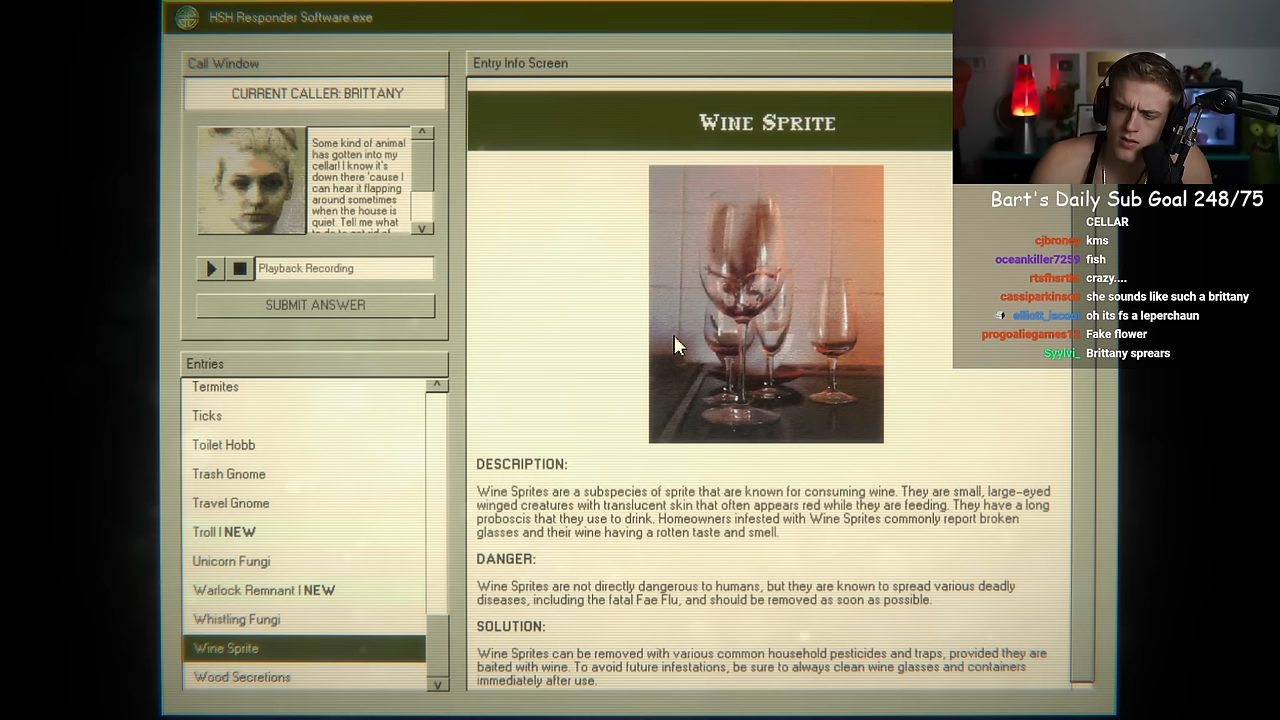 HSH Responder Software.exe
Call Window
CURRENT CALLER: BRITTANY
Some kind of animal
has gotten into my
cellar! I know it's
down there 'cause I
can hear it flapping
around sometimes
when the house is
quiet. Tell me what
Playback Recording
SUBMIT ANSWER
Entries
Termites
Ticks
Toilet Hobb
Trash Gnome
Travel Gnome
Troll | NEW
Unicorn Fungi
Warlock Remnant | NEW
Whistling Fungi
Wine Sprite
Wood Secretions
Entry Info Screen
WINE SPRITE
DESCRIPTION:
Wine Sprites are a subspecies of sprite that are known for consuming wine. They are small, large-eyed
winged creatures with translucent skin that often appears red while they are feeding. They have a long
proboscis that they use to drink. Homeowners infested with Wine Sprites commonly report broken
glasses and their wine having a rotten taste and smell.
DANGER:
Wine Sprites are not directly dangerous to humans, but they are known to spread various deadly
diseases, including the fatal Fae Flu, and should be removed as soon as possible.
SOLUTION:
Wine Sprites can be removed with various common household pesticides and traps, provided they are
baited with wine. To avoid future infestations, be sure to always clean wine glasses and containers
immediately after use.
Bart's Daily Sub Goal 248/75
CELLAR
kms
oceankiller7259 fish
crazy....
she sounds like such a brittany
oh its fs a leperchaun
Fake flower
Syylvi_ Brittany sprears